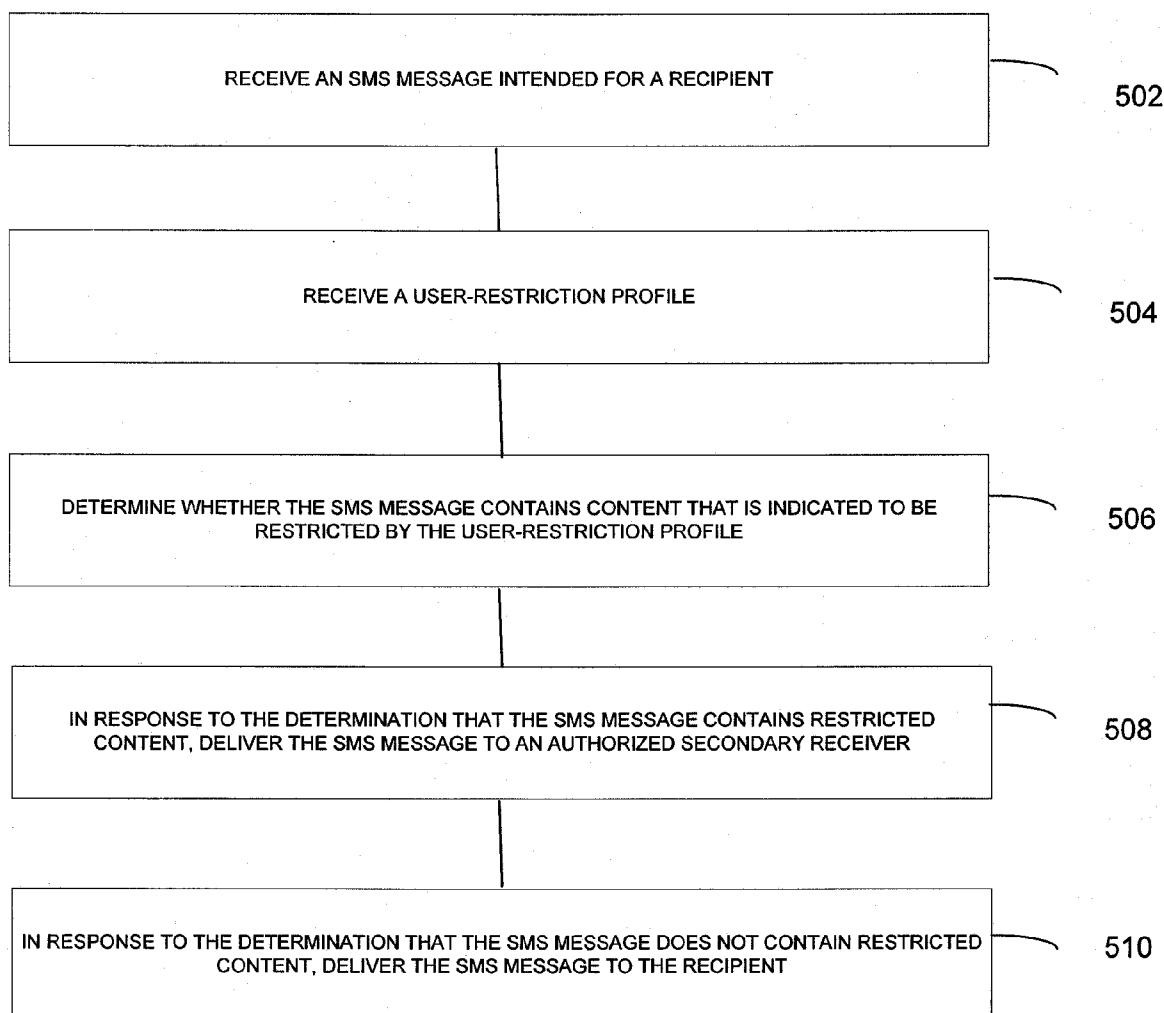 RECEIVE AN SMS MESSAGE INTENDED FOR A RECIPIENT
502
RECEIVE A USER-RESTRICTION PROFILE
504
DETERMINE WHETHER THE SMS MESSAGE CONTAINS CONTENT THAT IS INDICATED TO BE
RESTRICTED BY THE USER-RESTRICTION PROFILE
506
IN RESPONSE TO THE DETERMINATION THAT THE SMS MESSAGE CONTAINS RESTRICTED
CONTENT, DELIVER THE SMS MESSAGE TO AN AUTHORIZED SECONDARY RECEIVER
508
IN RESPONSE TO THE DETERMINATION THAT THE SMS MESSAGE DOES NOT CONTAIN RESTRICTED
CONTENT, DELIVER THE SMS MESSAGE TO THE RECIPIENT
510